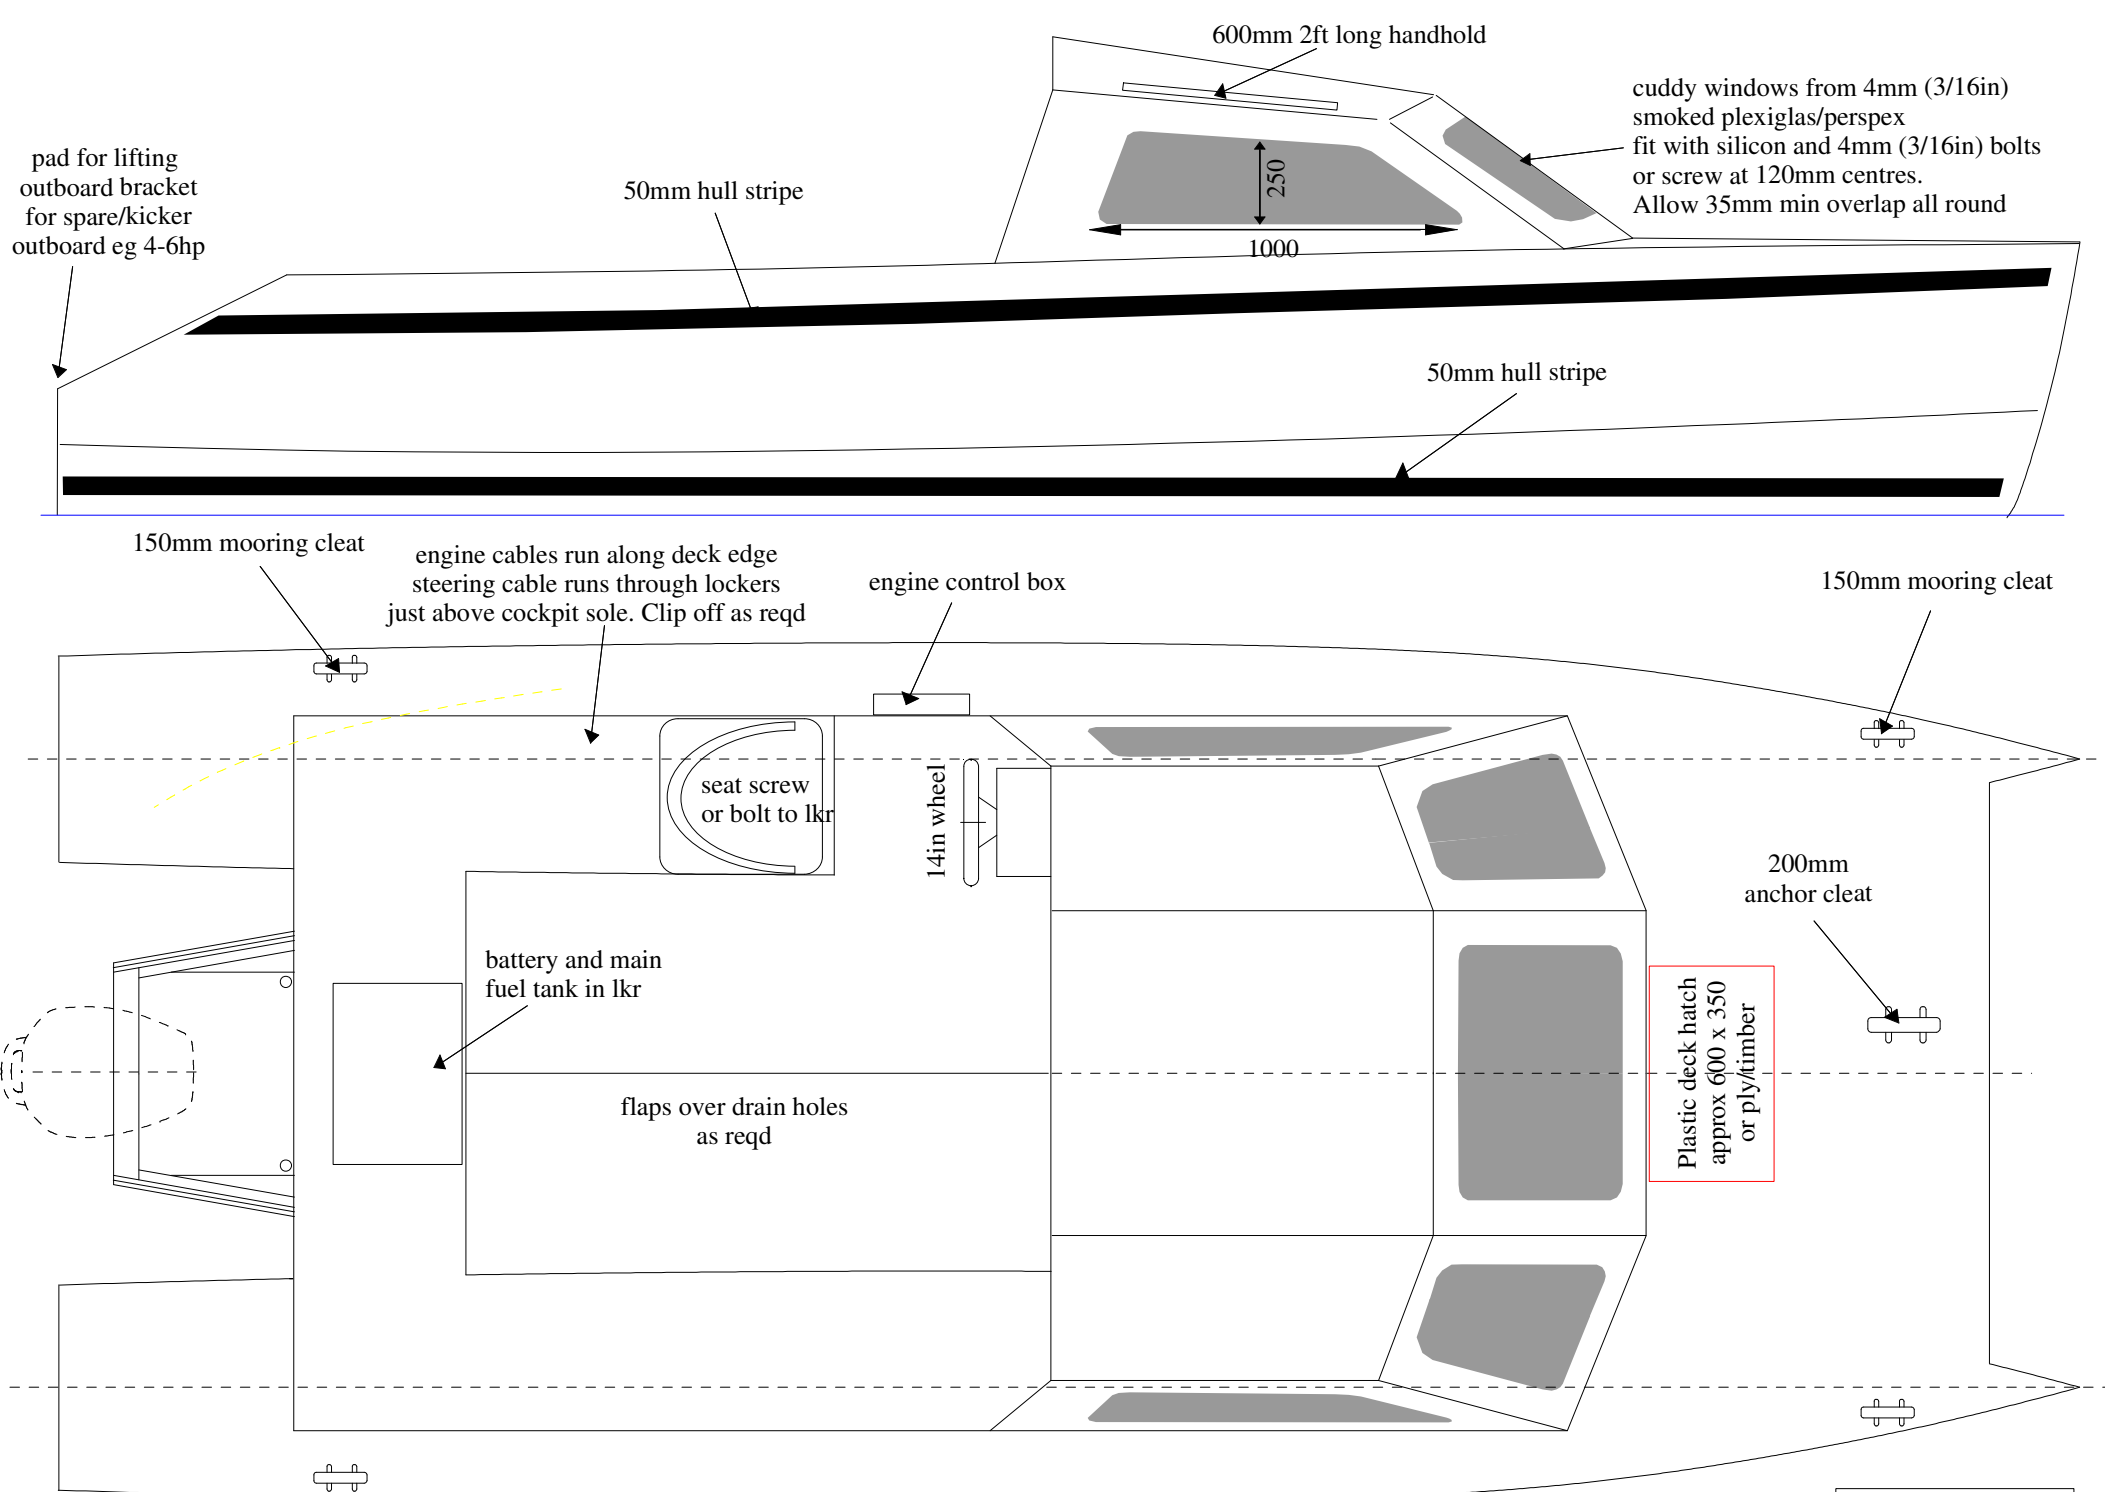 600mm 2ft long handhold
cuddy windows from 4mm (3/16in)
smoked plexiglas/perspex
fit with silicon and 4mm (3/16in) bolts
or screw at 120mm centres.
Allow 35mm min overlap all round
pad for lifting
outboard bracket
for spare/kicker
outboard eg 4-6hp
50mm hull stripe
250
1000
50mm hull stripe
150mm mooring cleat
engine cables run along deck edge
steering cable runs through lockers
just above cockpit sole. Clip off as reqd
engine control box
150mm mooring cleat
seat screw
or bolt to lkr
14in wheel
200mm
anchor cleat
battery and main
fuel tank in lkr
Plastic deck hatch
approx 600 x 350
or ply/timber
flaps over drain holes
as reqd